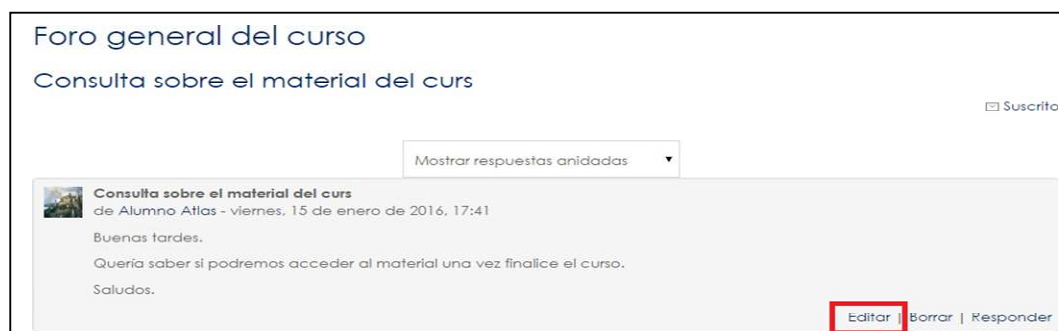 Foro general del curso
Consulta sobre el material del curs
Suscrito
Mostrar respuestas anidadas
Consulta sobre el material del curs
de Alumno Atlas - viernes, 15 de enero de 2016, 17:41
Buenas tardes.
Quería saber si podremos acceder al material una vez finalice el curso.
Saludos.
Editar | Borrar | Responder